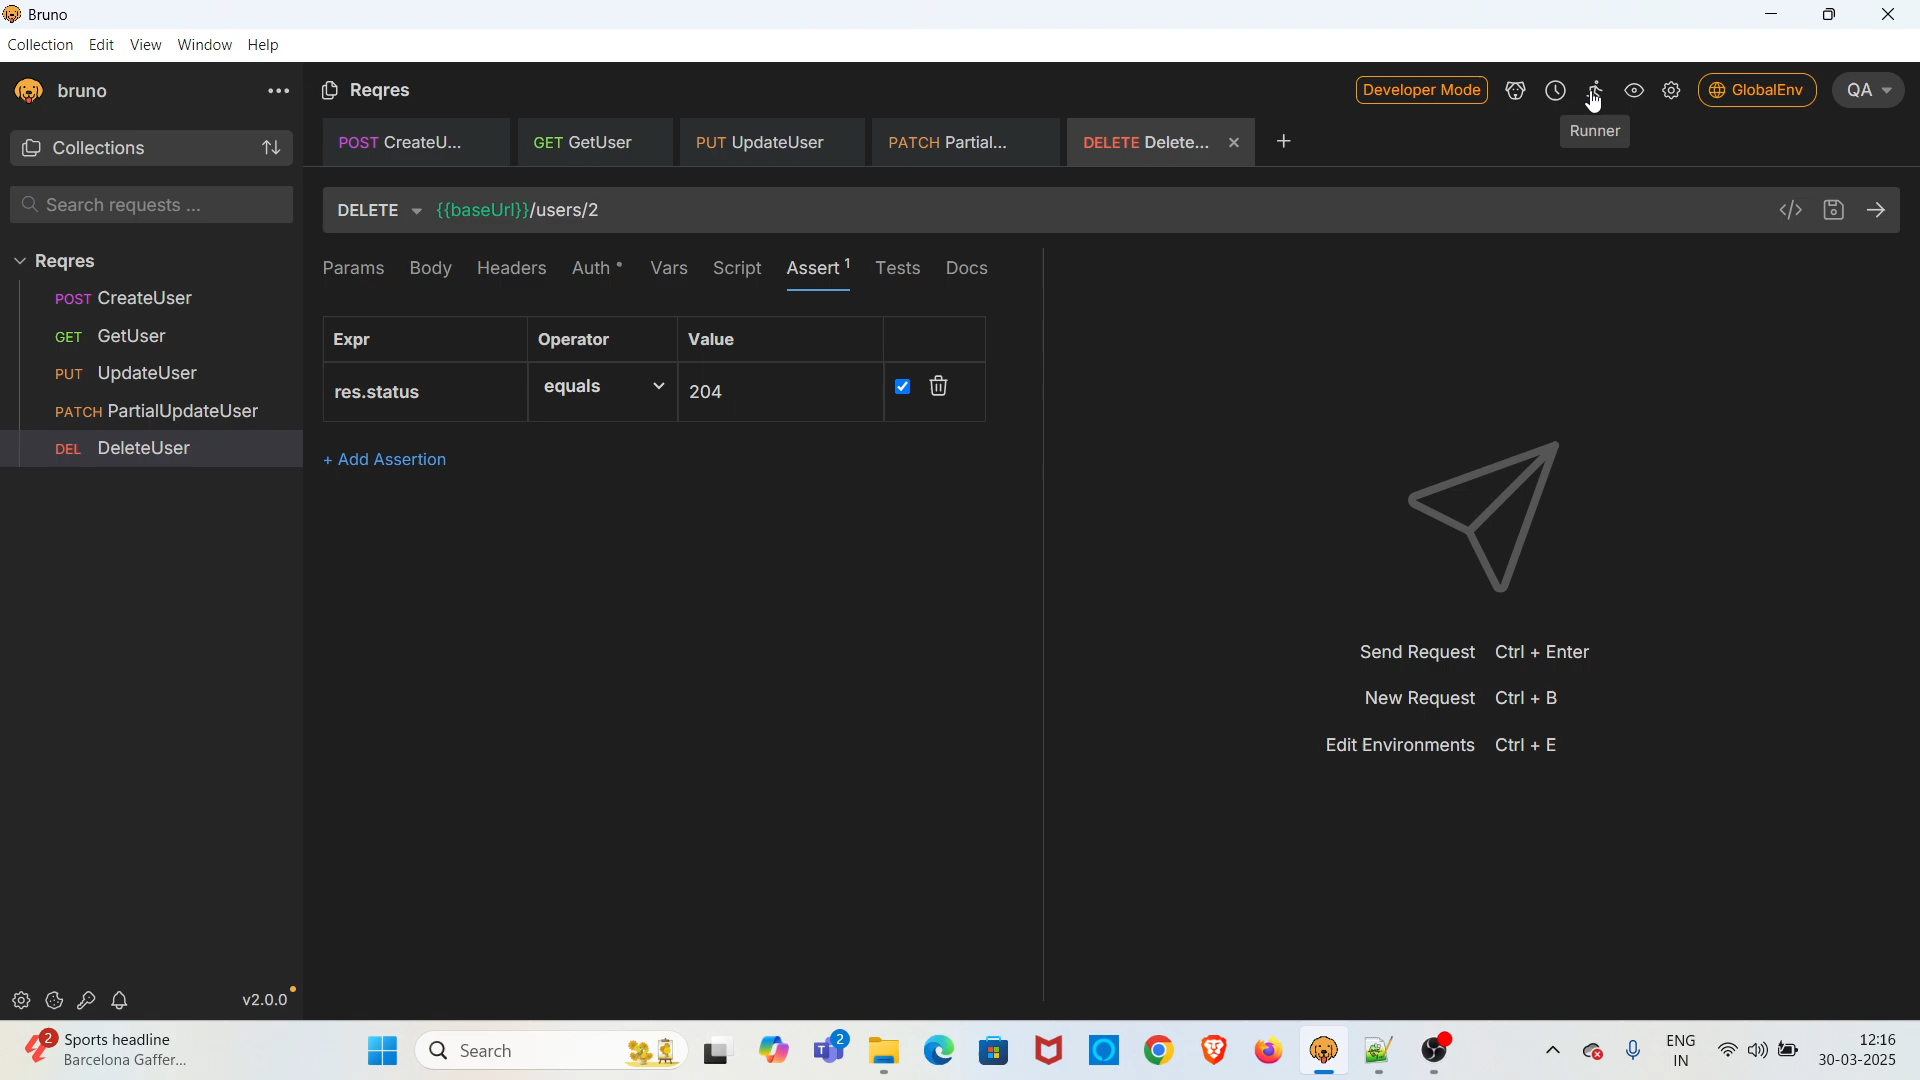 Bruno
Collection Edit View Window Help
bruno
Reqres
Developer Mode
GlobalEnv
QA
Runner
Collections
POST CreateU...
GET GetUser
PUT UpdateUser
PATCH Partial...
DELETE Delete...
Search requests ...
DELETE {{baseUrl}}/users/2
Reqres
POST CreateUser
GET GetUser
PUT UpdateUser
PATCH PartialUpdateUser
DEL DeleteUser
Params Body Headers Auth Vars Script Assert 1 Tests Docs
Expr Operator Value
res.status equals 204
+ Add Assertion
Send Request Ctrl + Enter
New Request Ctrl + B
Edit Environments Ctrl + E
v2.0.0
2
Sports headline
Barcelona Gaffer...
Search
2
ENG
IN
12:16
30-03-2025